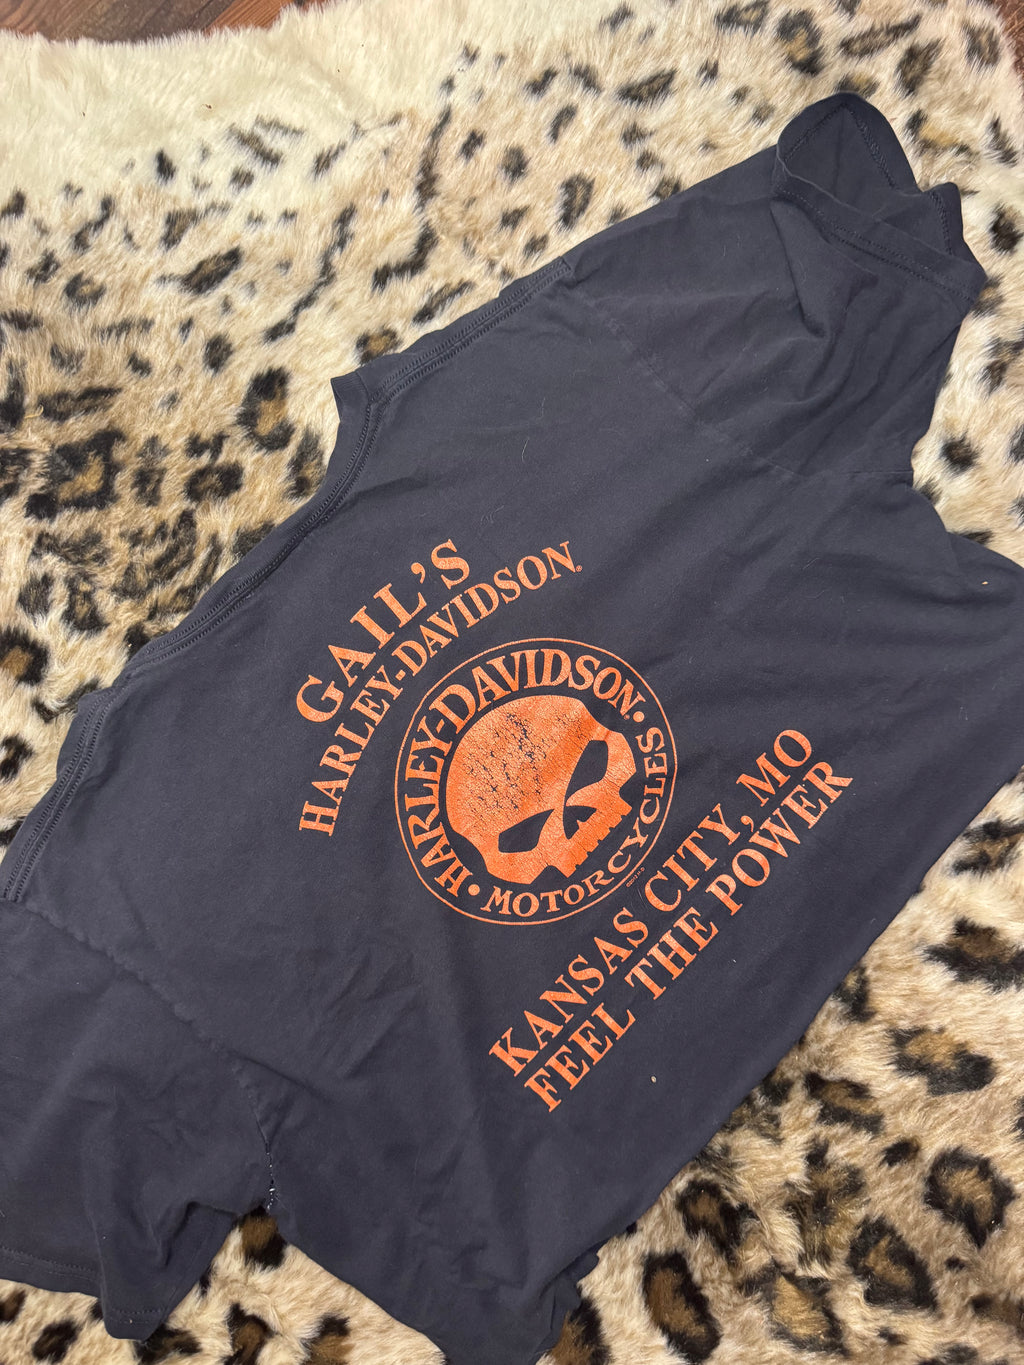 GAIL'S
HARLEY-DAVIDSON®
HARLEY-DAVIDSON®
MOTORCYCLES
KANSAS CITY, MO
FEEL THE POWER